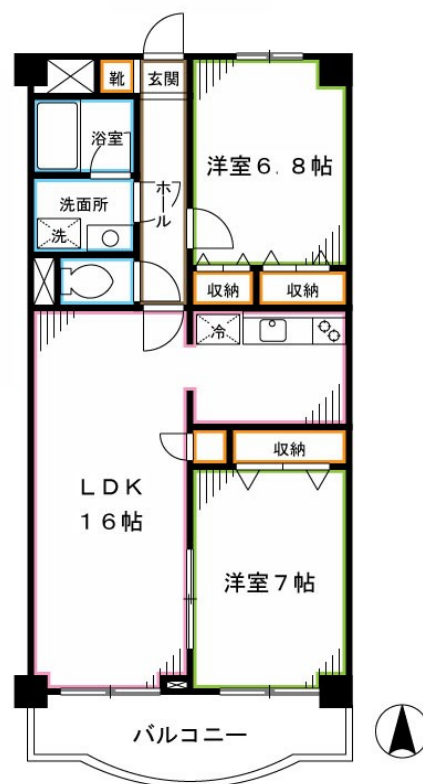 靴
玄関
浴室
洋室6.8帖
洗面所
ホール
洗
収納
収納
冷
収納
LDK
16帖
洋室7帖
バルコニー